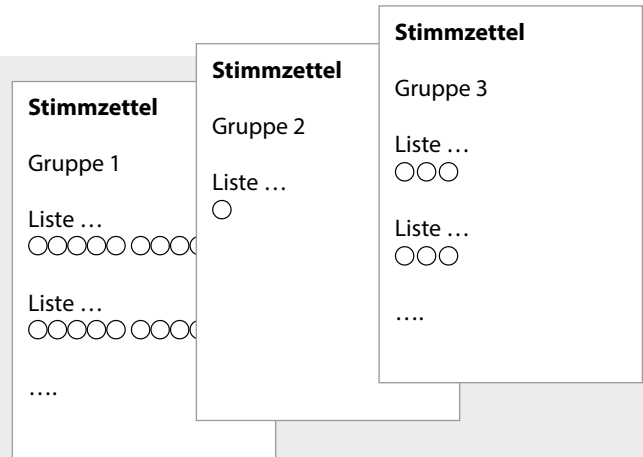 Stimmzettel
Gruppe 1
Liste …
Liste …
….
Stimmzettel
Gruppe 2
Liste …
Stimmzettel
Gruppe 3
Liste …
Liste …
….